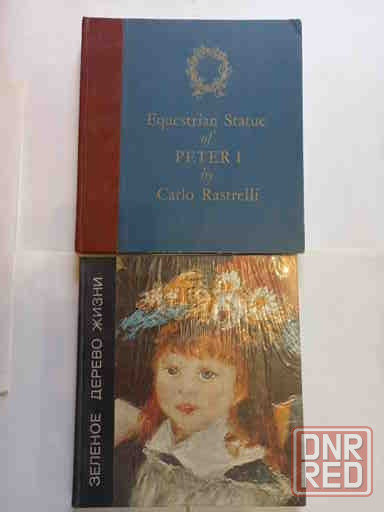 Equestrian Statue
of
PETER I
by
Carlo Rastrelli
ЗЕЛЕНОЕ ДЕРЕВО ЖИЗНИ
DNR
RED